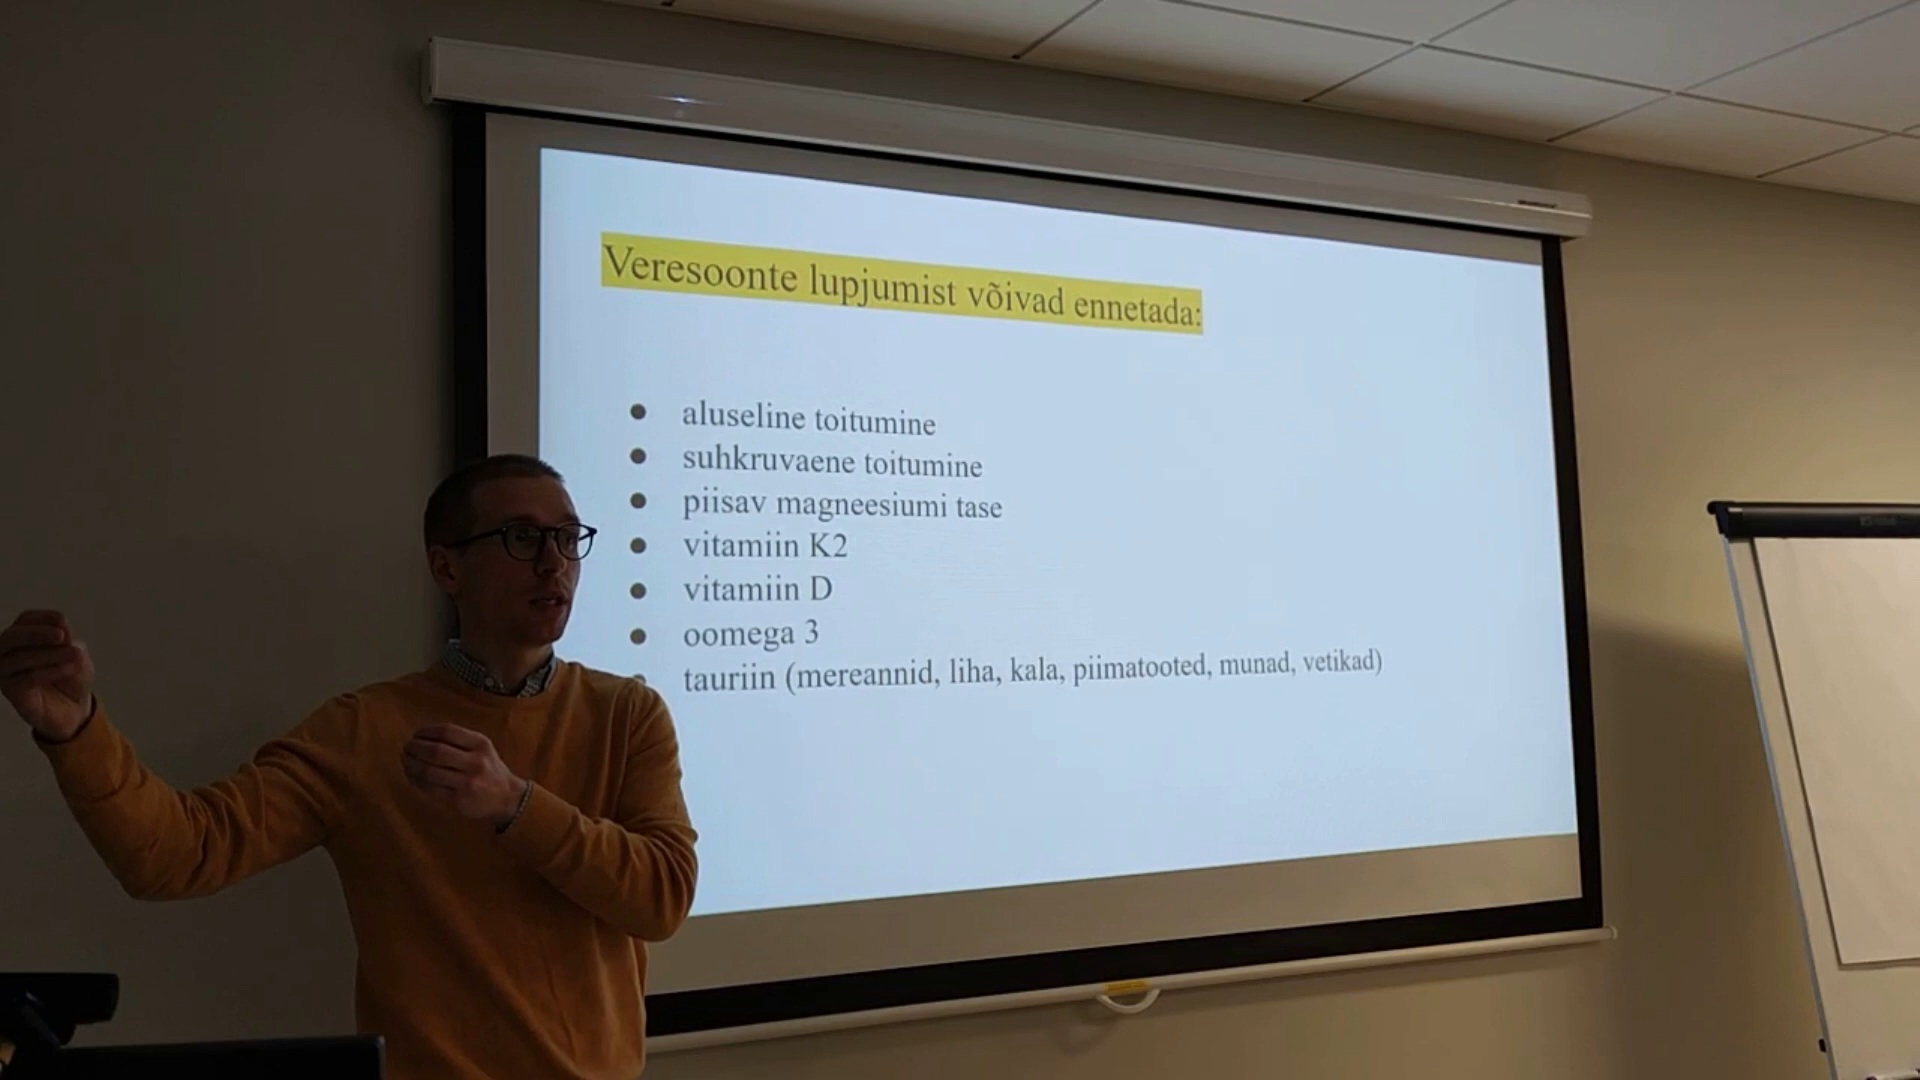 Veresoonte lupjumist võivad ennetada:
● aluseline toitumine
● suhkruvaene toitumine
● piisav magneesiumi tase
● vitamiin K2
● vitamiin D
● oomega 3
● tauriin (mereannid, liha, kala, piimatooted, munad, vetikad)